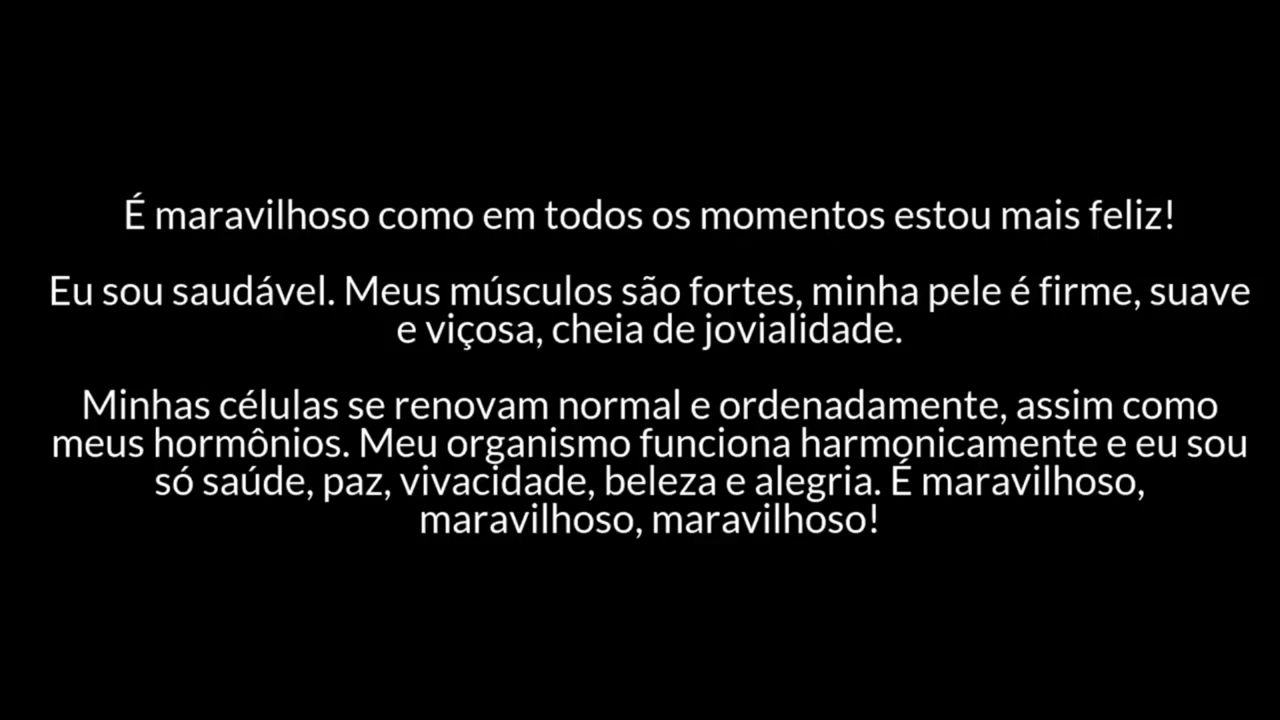 É maravilhoso como em todos os momentos estou mais feliz!
Eu sou saudável. Meus músculos são fortes, minha pele é firme, suave
e viçosa, cheia de jovialidade.
Minhas células se renovam normal e ordenadamente, assim como
meus hormônios. Meu organismo funciona harmonicamente e eu sou
só saúde, paz, vivacidade, beleza e alegria. É maravilhoso,
maravilhoso, maravilhoso!